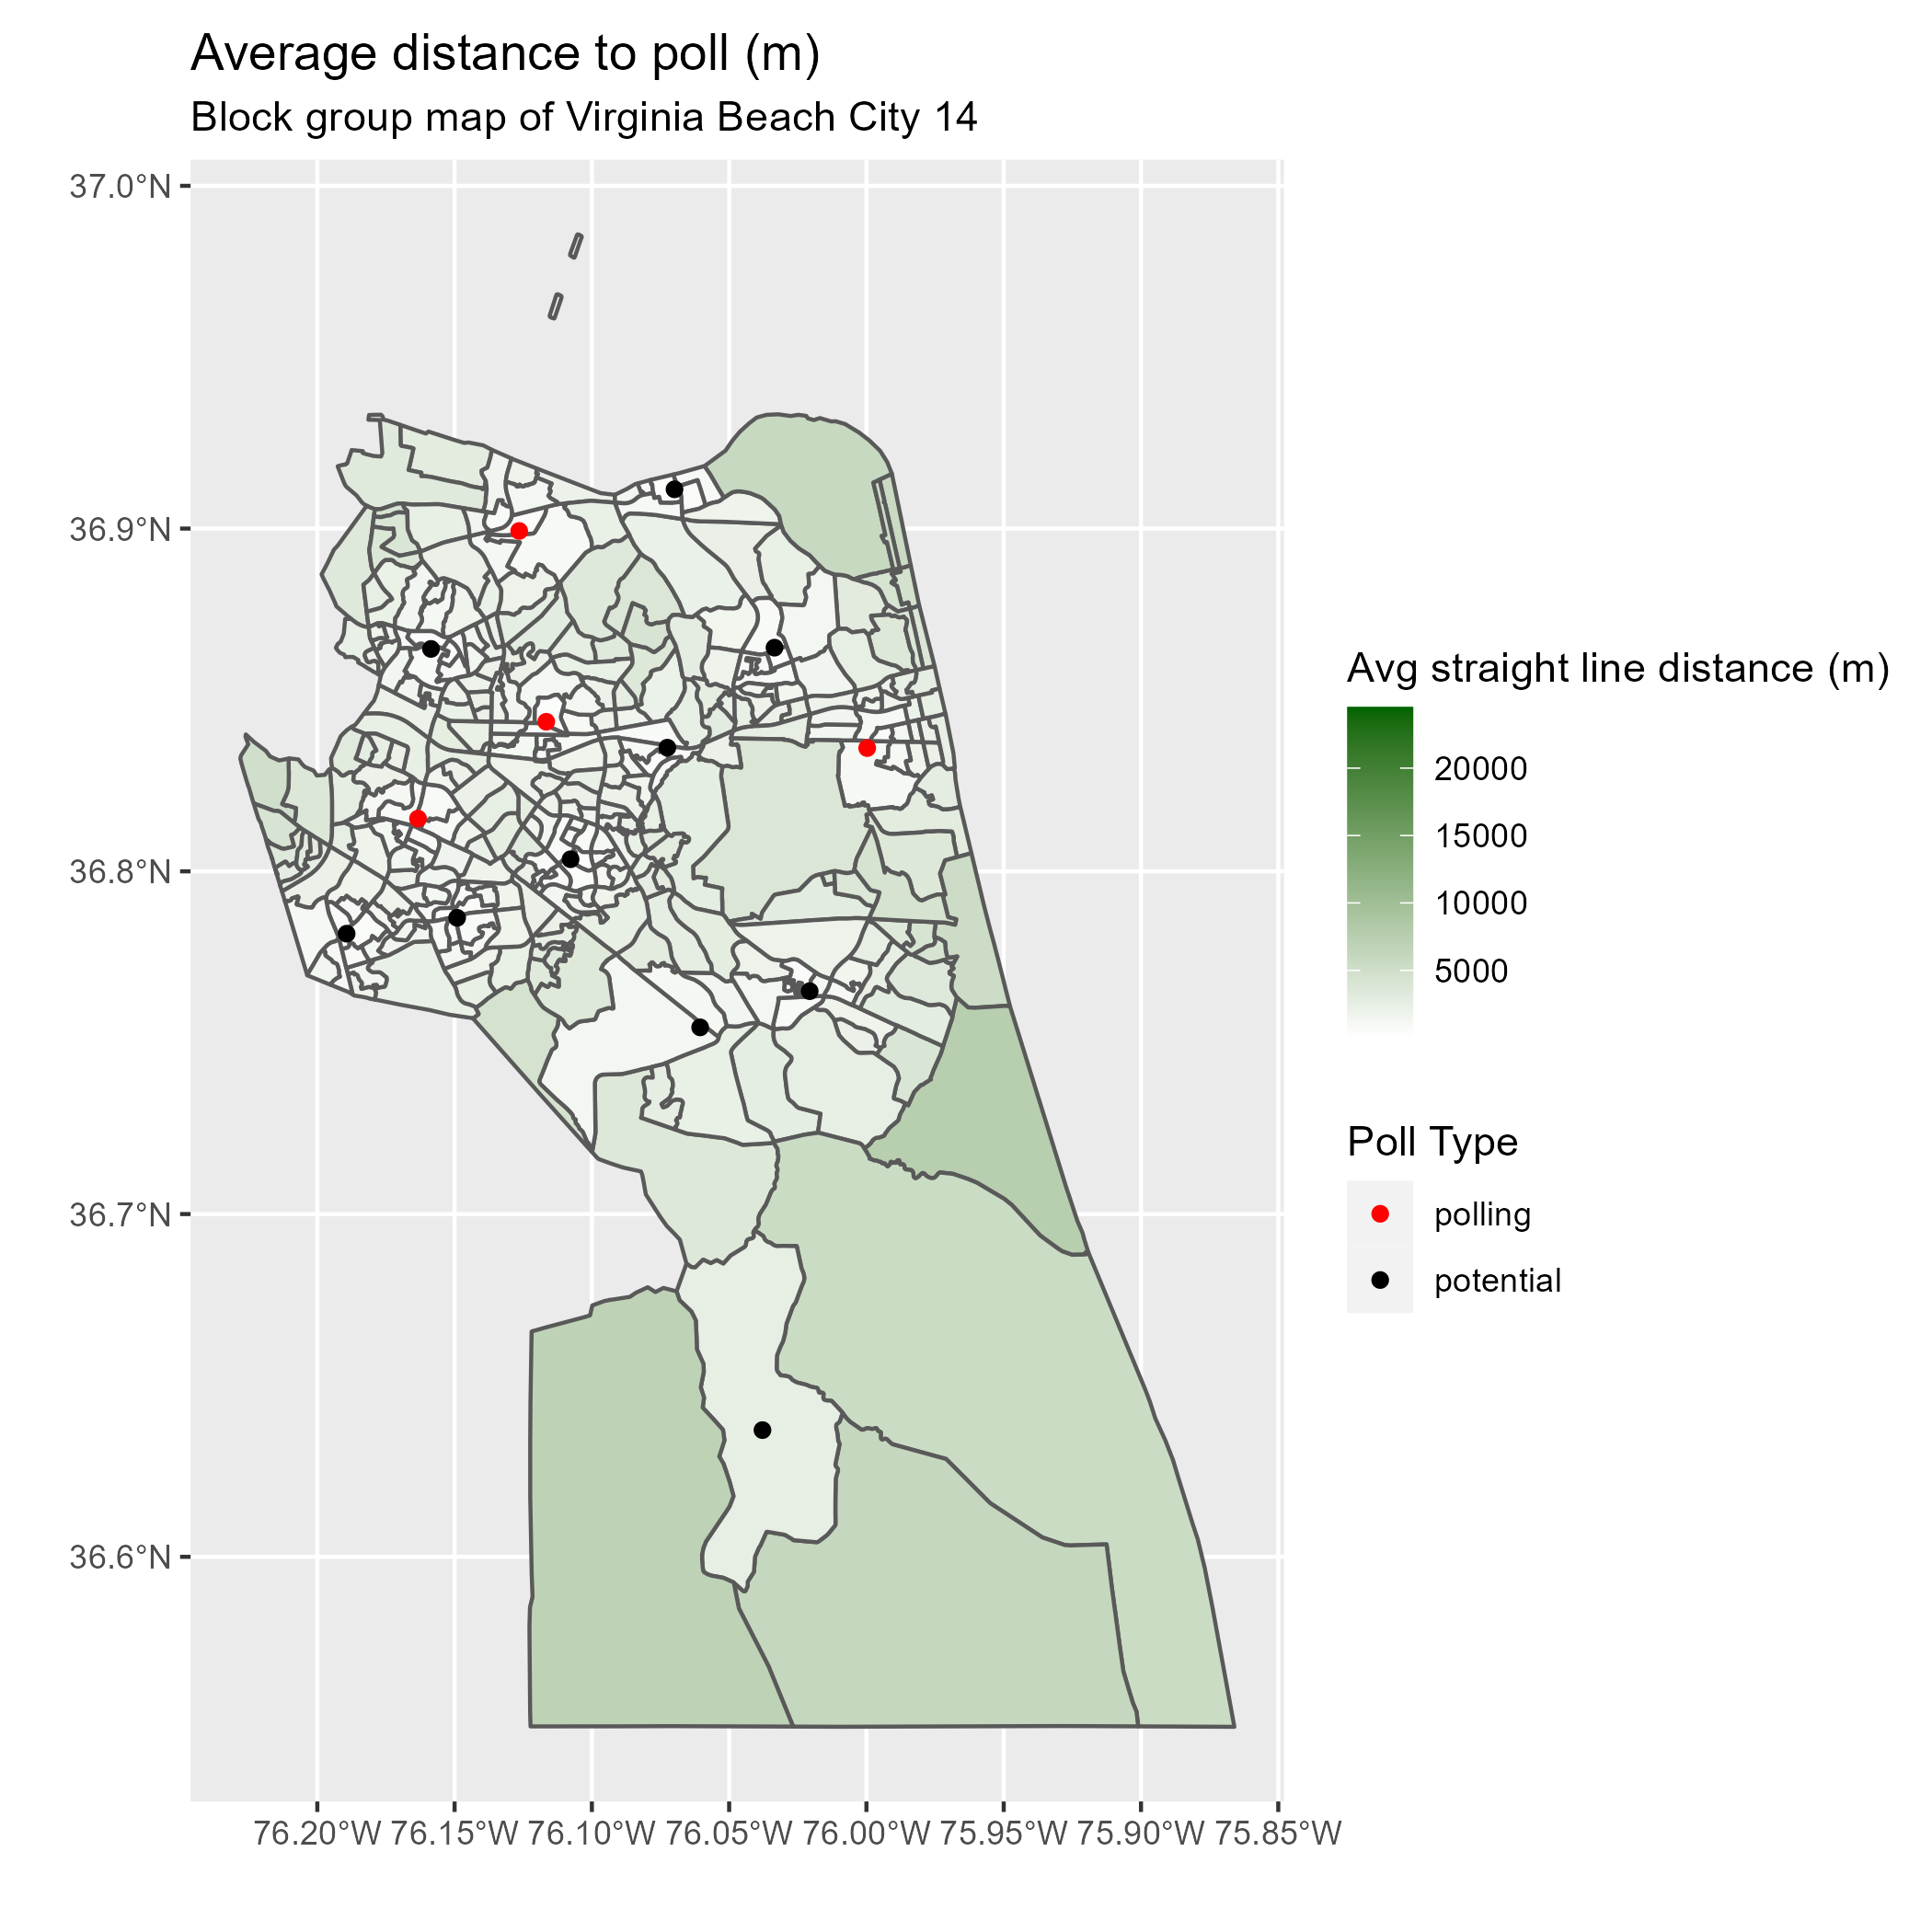 Average distance to poll (m)
Block group map of Virginia Beach City 14
37.0°N
36.9°N
36.8°N
36.7°N
36.6°N
76.20°W 76.15°W 76.10°W 76.05°W 76.00°W 75.95°W 75.90°W 75.85°W
Avg straight line distance (m)
20000
15000
10000
5000
Poll Type
polling
potential